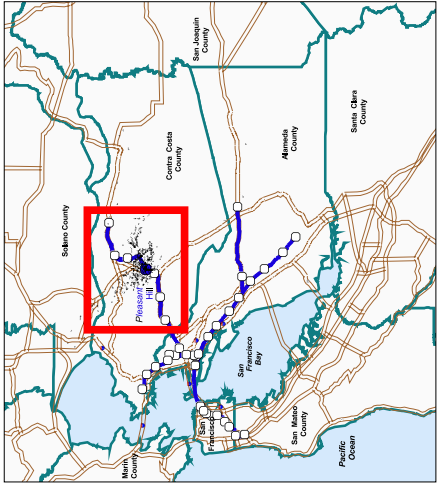 San Joaquin
County
Contra Costa
County
Alameda
County
Santa Clara
County
Solano County
Pleasant
Hill
San
Francisco
Bay
San
Francisco
San Mateo
County
Marin
County
Pacific
Ocean